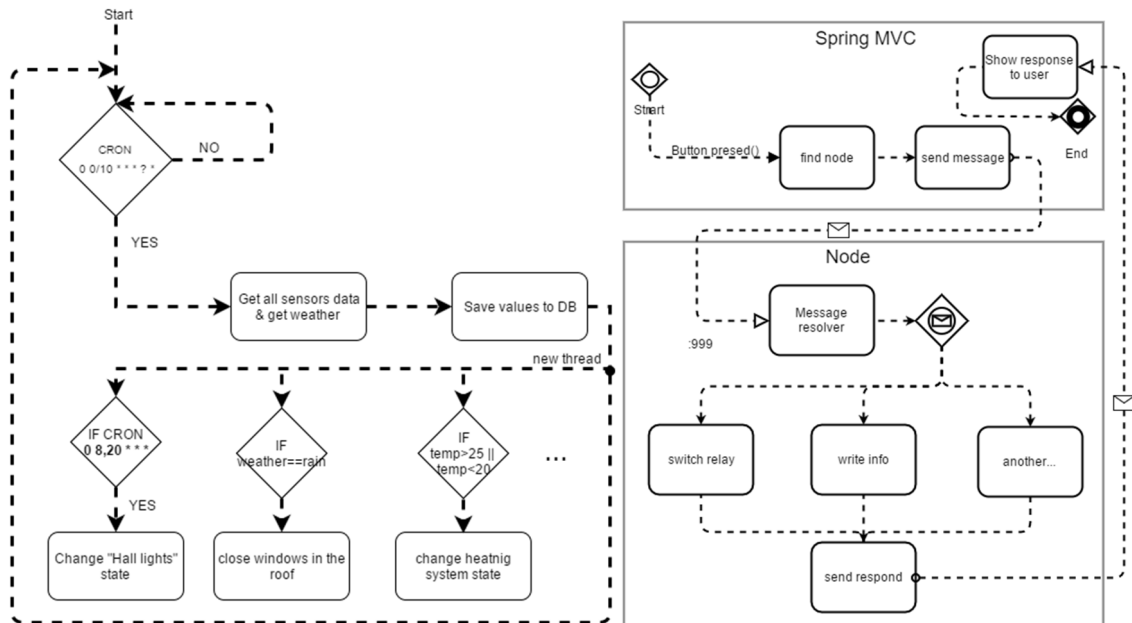 Start
CRON
0 0/10 * * * ? *
NO
YES
Get all sensors data
& get weather
Save values to DB
new thread
IF CRON
0 8,20 * * *
YES
Change "Hall lights"
state
IF
weather==rain
close windows in the
roof
IF
temp>25 ||
temp<20
change heatnig
system state
...
Spring MVC
Strart
Button presed()
find node
send message
Show response
to user
End
Node
:999
Message
resolver
switch relay
write info
another...
send respond